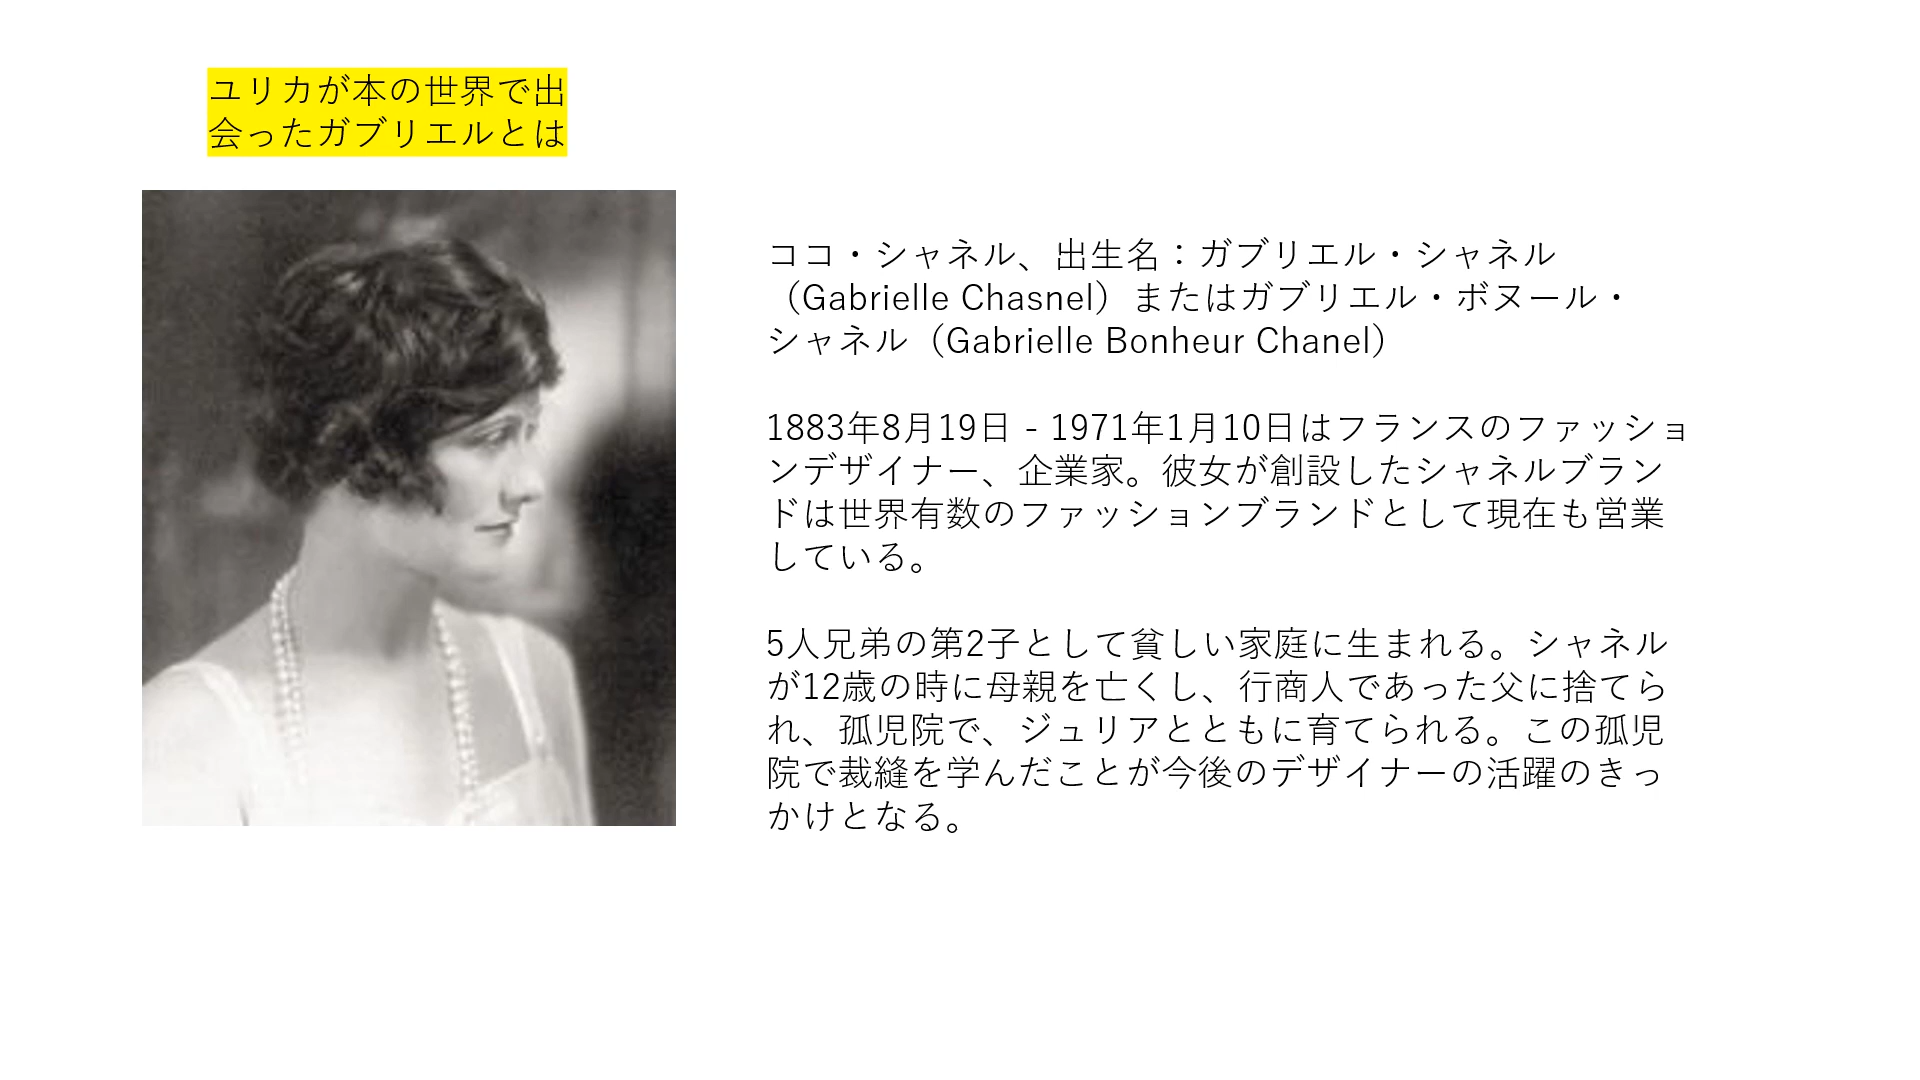 ユリカが本の世界で出
会ったガブリエルとは
ココ・シャネル、出生名：ガブリエル・シャネル
（Gabrielle Chasnel）またはガブリエル・ボヌール・
シャネル（Gabrielle Bonheur Chanel）
1883年8月19日 - 1971年1月10日はフランスのファッショ
ンデザイナー、企業家。彼女が創設したシャネルブラン
ドは世界有数のファッションブランドとして現在も営業
している。
5人兄弟の第2子として貧しい家庭に生まれる。シャネル
が12歳の時に母親を亡くし、行商人であった父に捨てら
れ、孤児院で、ジュリアとともに育てられる。この孤児
院で裁縫を学んだことが今後のデザイナーの活躍のきっ
かけとなる。